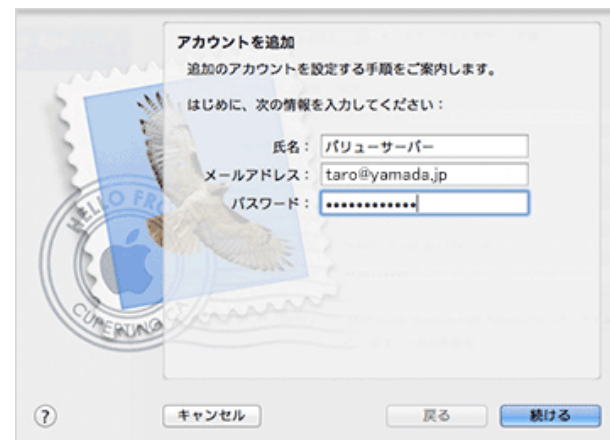 アカウントを追加
追加のアカウントを設定する手順をご案内します。
はじめに、次の情報を入力してください：
氏名： バリューサーバー
メールアドレス： taro@yamada.jp
パスワード： ••••••••••••
HELLO FRO
CUPERTINO CA
?
キャンセル
戻る
続ける